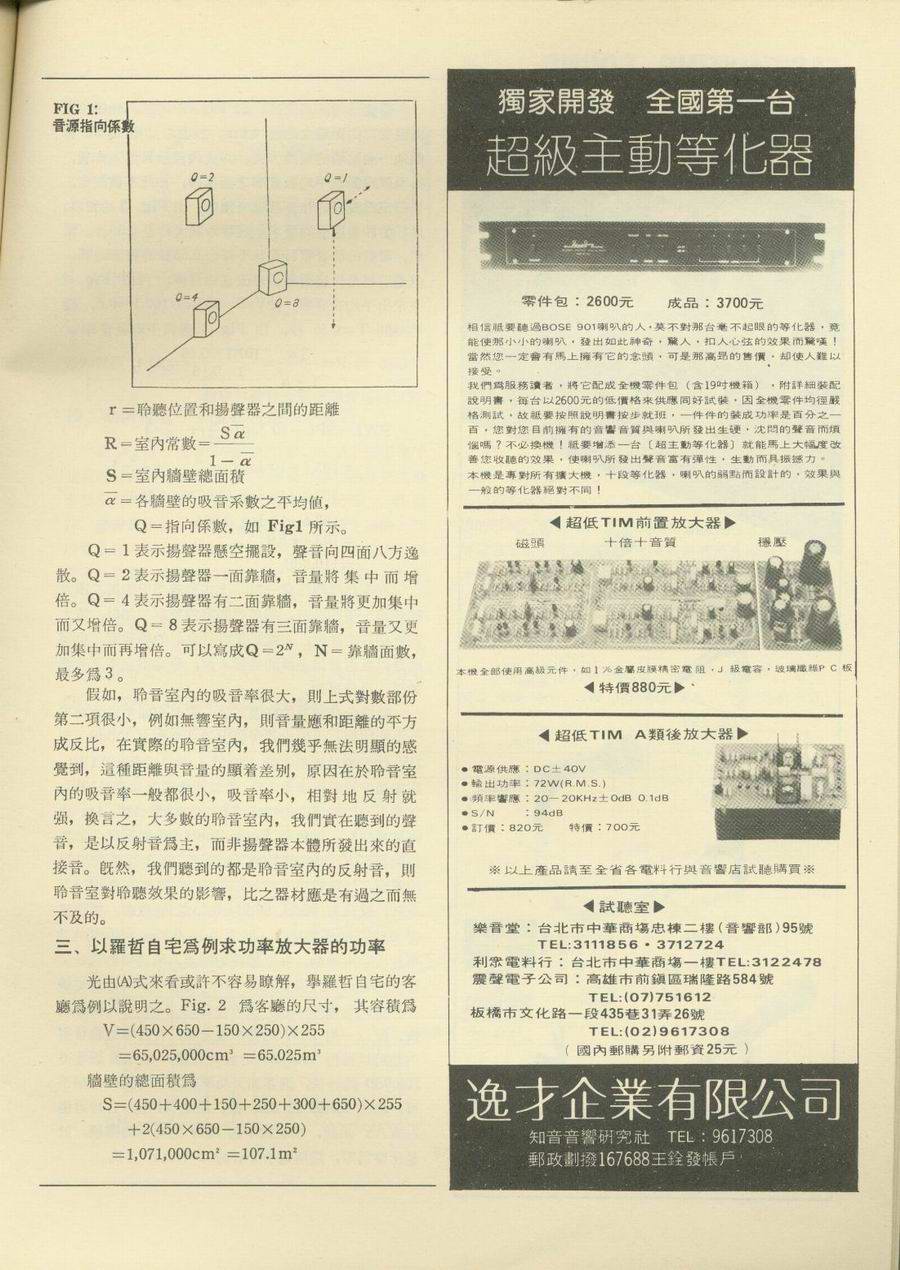 FIG 1:
音源指向係數
Q=2
Q=1
Q=4
Q=8
r＝聆聽位置和揚聲器之間的距離
R＝室內常數＝Sα̅／1－α̅
S＝室內牆壁總面積
α̅＝各牆壁的吸音系數之平均値，
Q＝指向係數，如 Fig1 所示。
Q＝1表示揚聲器懸空擺設，聲音向四面八方逸
散。Q＝2表示揚聲器一面靠牆，音量將集中而增
倍。Q＝4表示揚聲器有二面靠牆，音量將更加集中
而又增倍。Q＝8表示揚聲器有三面靠牆，音量又更
加集中而再增倍。可以寫成Q＝2ᴺ，N＝靠牆面數，
最多爲3。
假如，聆音室內的吸音率很大，則上式對數部份
第二項很小，例如無響室內，則音量應和距離的平方
成反比，在實際的聆音室內，我們幾乎無法明顯的感
覺到，這種距離與音量的顯着差别，原因在於聆音室
內的吸音率一般都很小，吸音率小，相對地反射就
强，換言之，大多數的聆音室內，我們實在聽到的聲
音，是以反射音爲主，而非揚聲器本體所發出來的直
接音。旣然，我們聽到的都是聆音室內的反射音，則
聆音室對聆聽效果的影響，比之器材應是有過之而無
不及的。
三、以羅哲自宅爲例求功率放大器的功率
光由(A)式來看或許不容易瞭解，舉羅哲自宅的客
廳爲例以說明之。Fig. 2 爲客廳的尺寸，其容積爲
V=(450×650−150×250)×255
=65,025,000cm³ =65.025m³
牆壁的總面積爲
S=(450+400+150+250+300+650)×255
+2(450×650−150×250)
=1,071,000cm² =107.1m²
獨家開發 全國第一台
超級主動等化器
零件包：2600元 成品：3700元
相信祇要聽過BOSE 901喇叭的人，莫不對那台毫不起眼的等化器，竟
能使那小小的喇叭，發出如此神奇，驚人，扣人心弦的效果而驚嘆！
當然您一定會有馬上擁有它的念頭，可是那高昂的售價，却使人難以
接受。
我們爲服務讀者，將它配成全機零件包（含19吋機箱），附詳細裝配
說明書，每台以2600元的低價格來供應同好試裝，因全機零件均徑嚴
格測試，故祇要按照說明書按步就班，一件件的裝成功率是百分之一
百，您對您目前擁有的音響音質與喇叭所發出生硬，沈悶的聲音而煩
惱嗎？不必換機！祇要增添一台〔超主動等化器〕就能馬上大幅度改
善您收聽的效果，使喇叭所發出聲音富有彈性，生動而具振撼力。
本機是專對所有擴大機，十段等化器，喇叭的弱點而設計的，效果與
一般的等化器絕對不同！
◀超低TIM前置放大器▶
磁頭 十倍十音質 穩壓
本機全部使用高級元件，如1％金屬皮膜精密電阻，J 級電容，玻璃纖維P C 板
◀特價880元▶
◀超低TIM A類後放大器▶
●電源供應：DC±40V
●輸出功率：72W(R.M.S.)
●頻率響應：20－20KHz±0dB 0.1dB
●S/N ：94dB
●訂價：820元 特價：700元
※以上產品請至全省各電料行與音響店試聽購買※
◀試聽室▶
樂音堂：台北市中華商塲忠棟二樓(音響部)95號
TEL:3111856・3712724
利眾電料行：台北市中華商塲一樓TEL:3122478
震聲電子公司：高雄市前鎭區瑞隆路584號
TEL:(07)751612
板橋市文化路一段435巷31弄26號
TEL:(02)9617308
（國內郵購另附郵資25元）
逸才企業有限公司
知音音響研究社 TEL：9617308
郵政劃撥167688王銓發帳戶